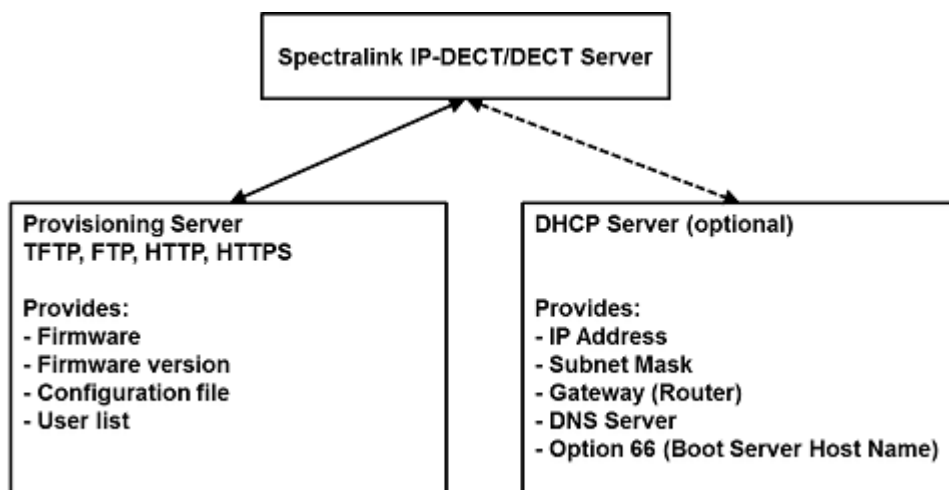 Spectralink IP-DECT/DECT Server
Provisioning Server
TFTP, FTP, HTTP, HTTPS
Provides:
- Firmware
- Firmware version
- Configuration file
- User list
DHCP Server (optional)
Provides:
- IP Address
- Subnet Mask
- Gateway (Router)
- DNS Server
- Option 66 (Boot Server Host Name)